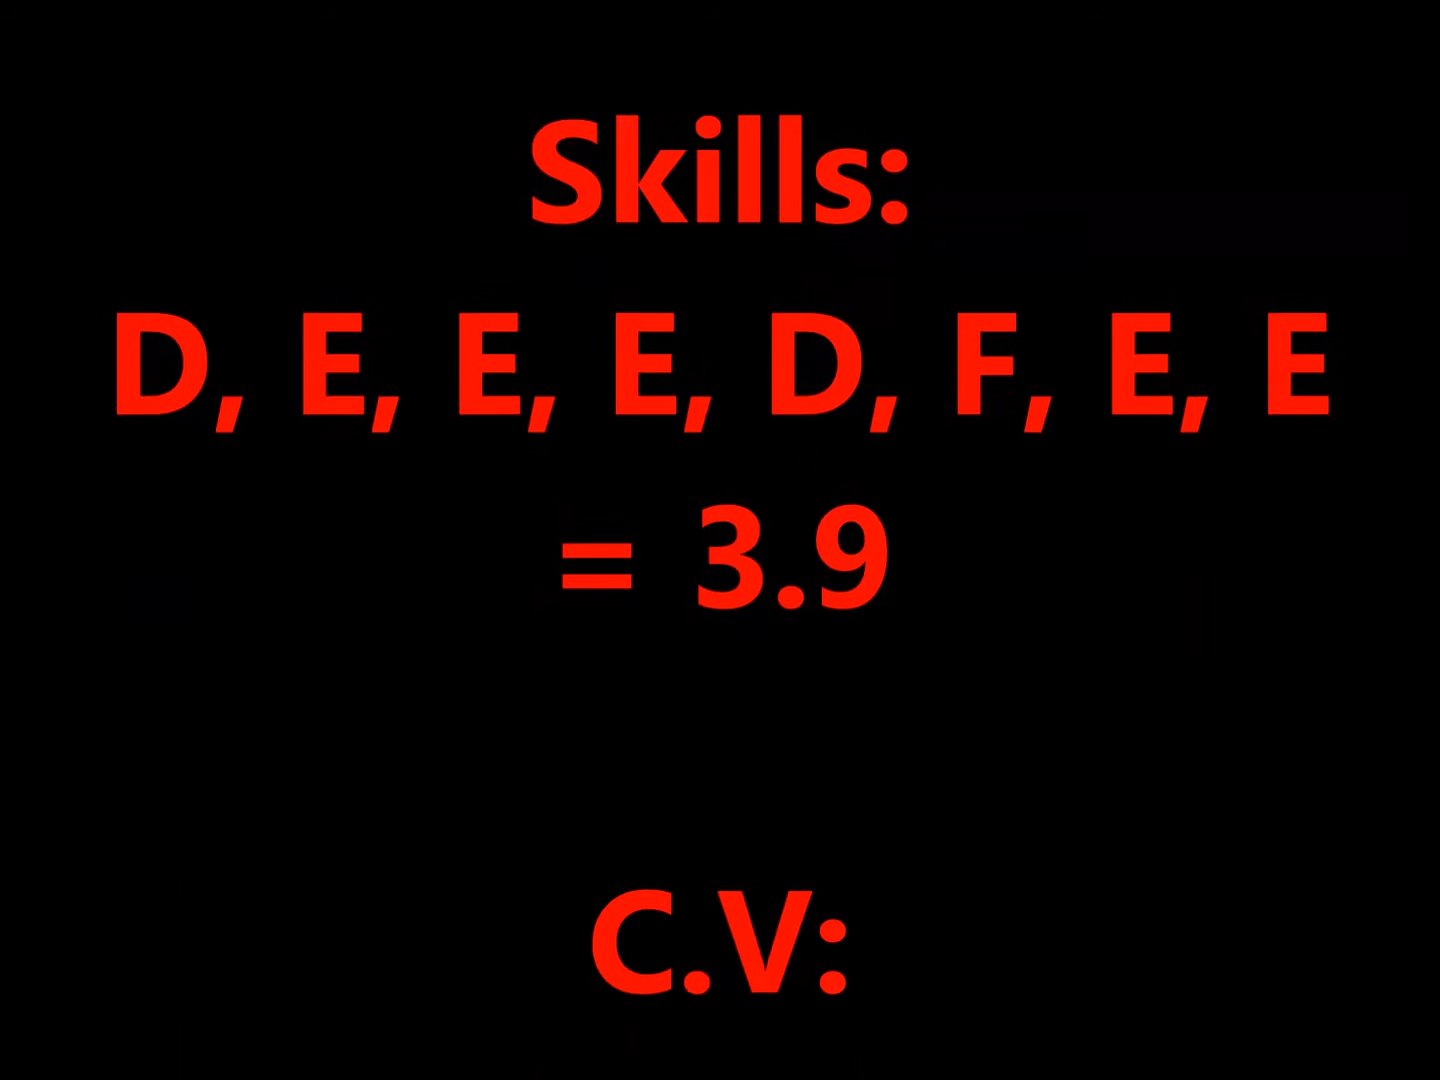 Skills:
D, E, E, E, D, F, E, E
= 3.9
C.V: